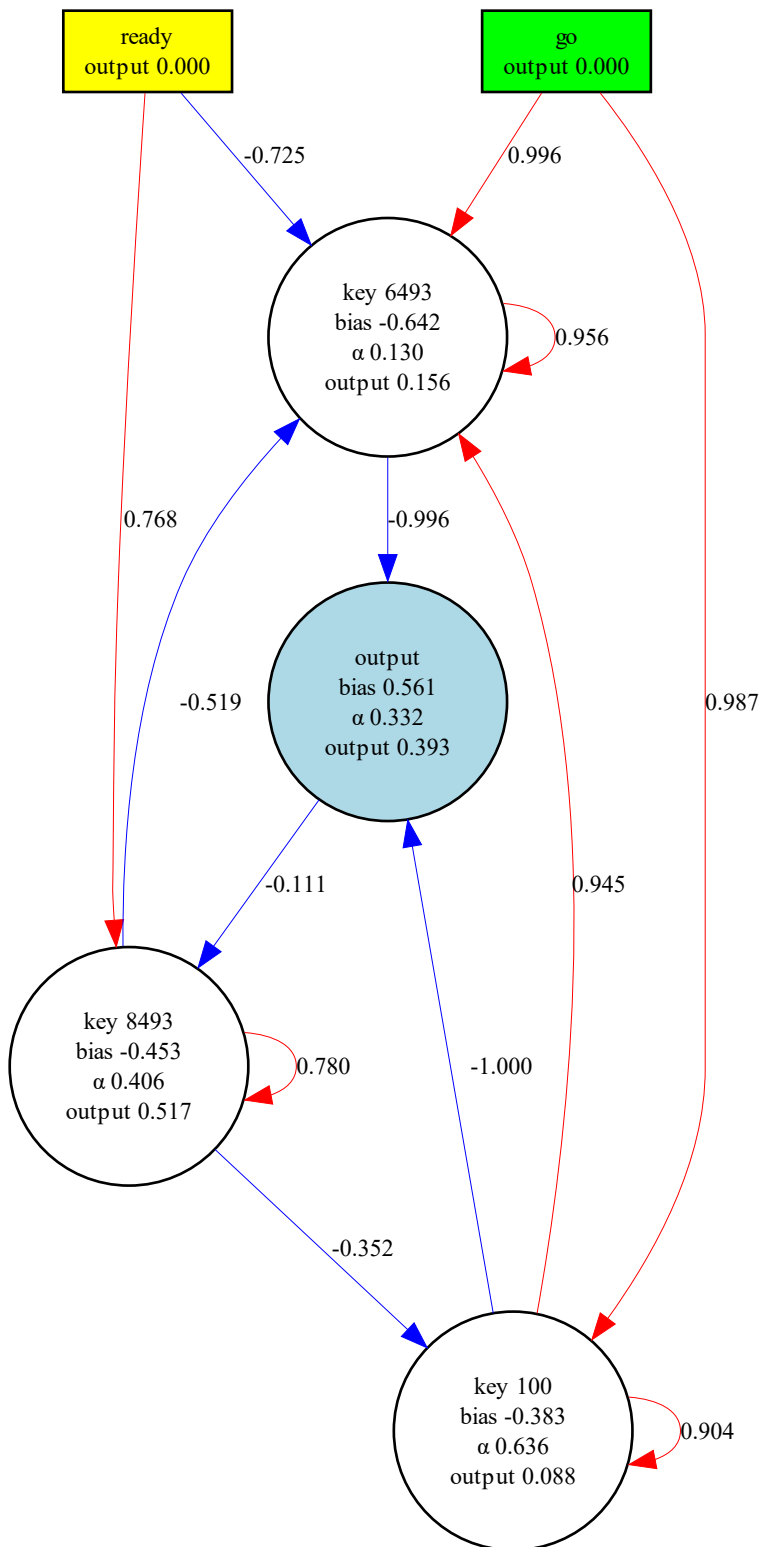 ready
output 0.000
go
output 0.000
-0.725
0.996
key 6493
bias -0.642
α 0.130
output 0.156
0.956
0.768
-0.996
-0.519
output
bias 0.561
α 0.332
output 0.393
0.987
-0.111
0.945
key 8493
bias -0.453
α 0.406
output 0.517
0.780
-1.000
-0.352
key 100
bias -0.383
α 0.636
output 0.088
0.904